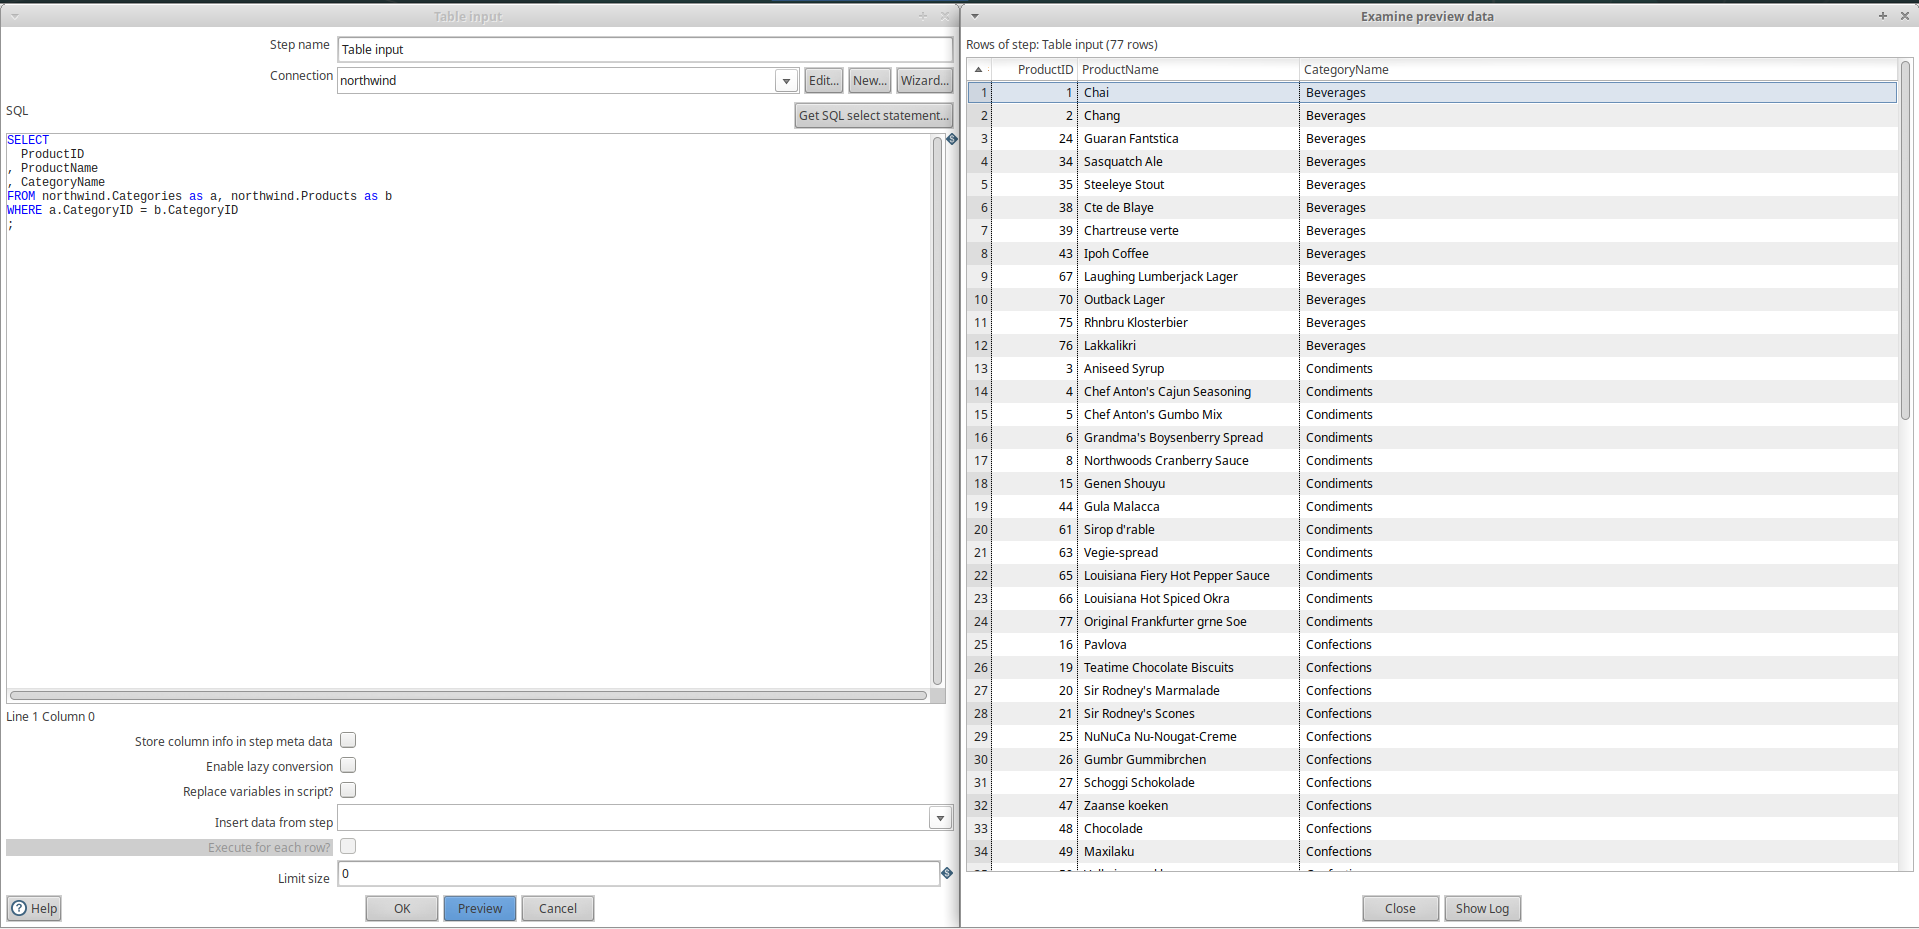 Table input
Step name Table input
Connection northwind Edit... New... Wizard...
SQL Get SQL select statement...
SELECT
ProductID
, ProductName
, CategoryName
FROM northwind.Categories as a, northwind.Products as b
WHERE a.CategoryID = b.CategoryID
;
Line 1 Column 0
Store column info in step meta data
Enable lazy conversion
Replace variables in script?
Insert data from step
Execute for each row?
Limit size 0
Help OK Preview Cancel
Examine preview data
Rows of step: Table input (77 rows)
ProductID ProductName CategoryName
1 1 Chai Beverages
2 2 Chang Beverages
3 24 Guaran Fantstica Beverages
4 34 Sasquatch Ale Beverages
5 35 Steeleye Stout Beverages
6 38 Cte de Blaye Beverages
7 39 Chartreuse verte Beverages
8 43 Ipoh Coffee Beverages
9 67 Laughing Lumberjack Lager Beverages
10 70 Outback Lager Beverages
11 75 Rhnbru Klosterbier Beverages
12 76 Lakkalikri Beverages
13 3 Aniseed Syrup Condiments
14 4 Chef Anton's Cajun Seasoning Condiments
15 5 Chef Anton's Gumbo Mix Condiments
16 6 Grandma's Boysenberry Spread Condiments
17 8 Northwoods Cranberry Sauce Condiments
18 15 Genen Shouyu Condiments
19 44 Gula Malacca Condiments
20 61 Sirop d'rable Condiments
21 63 Vegie-spread Condiments
22 65 Louisiana Fiery Hot Pepper Sauce Condiments
23 66 Louisiana Hot Spiced Okra Condiments
24 77 Original Frankfurter grne Soe Condiments
25 16 Pavlova Confections
26 19 Teatime Chocolate Biscuits Confections
27 20 Sir Rodney's Marmalade Confections
28 21 Sir Rodney's Scones Confections
29 25 NuNuCa Nu-Nougat-Creme Confections
30 26 Gumbr Gummibrchen Confections
31 27 Schoggi Schokolade Confections
32 47 Zaanse koeken Confections
33 48 Chocolade Confections
34 49 Maxilaku Confections
Close Show Log